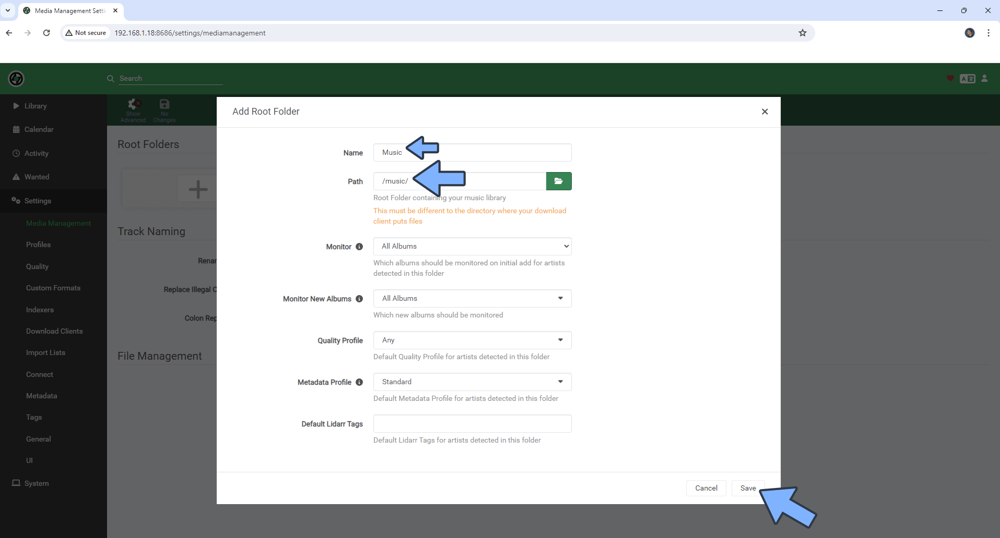 Media Management Setti
Not secure
192.168.1.18:8686/settings/mediamanagement
Search
Library
Calendar
Activity
Wanted
Settings
Media Management
Profiles
Quality
Custom Formats
Indexers
Download Clients
Import Lists
Connect
Metadata
Tags
General
UI
System
Show
Advanced
No
Changes
Root Folders
Track Naming
Renar
Replace Illegal C
Colon Rep
File Management
Add Root Folder
Name
Music
Path
/music/
Root Folder containing your music library
This must be different to the directory where your download
client puts files
Monitor
All Albums
Which albums should be monitored on initial add for artists
detected in this folder
Monitor New Albums
All Albums
Which new albums should be monitored
Quality Profile
Any
Default Quality Profile for artists detected in this folder
Metadata Profile
Standard
Default Metadata Profile for artists detected in this folder
Default Lidarr Tags
Default Lidarr Tags for artists detected in this folder
Cancel
Save